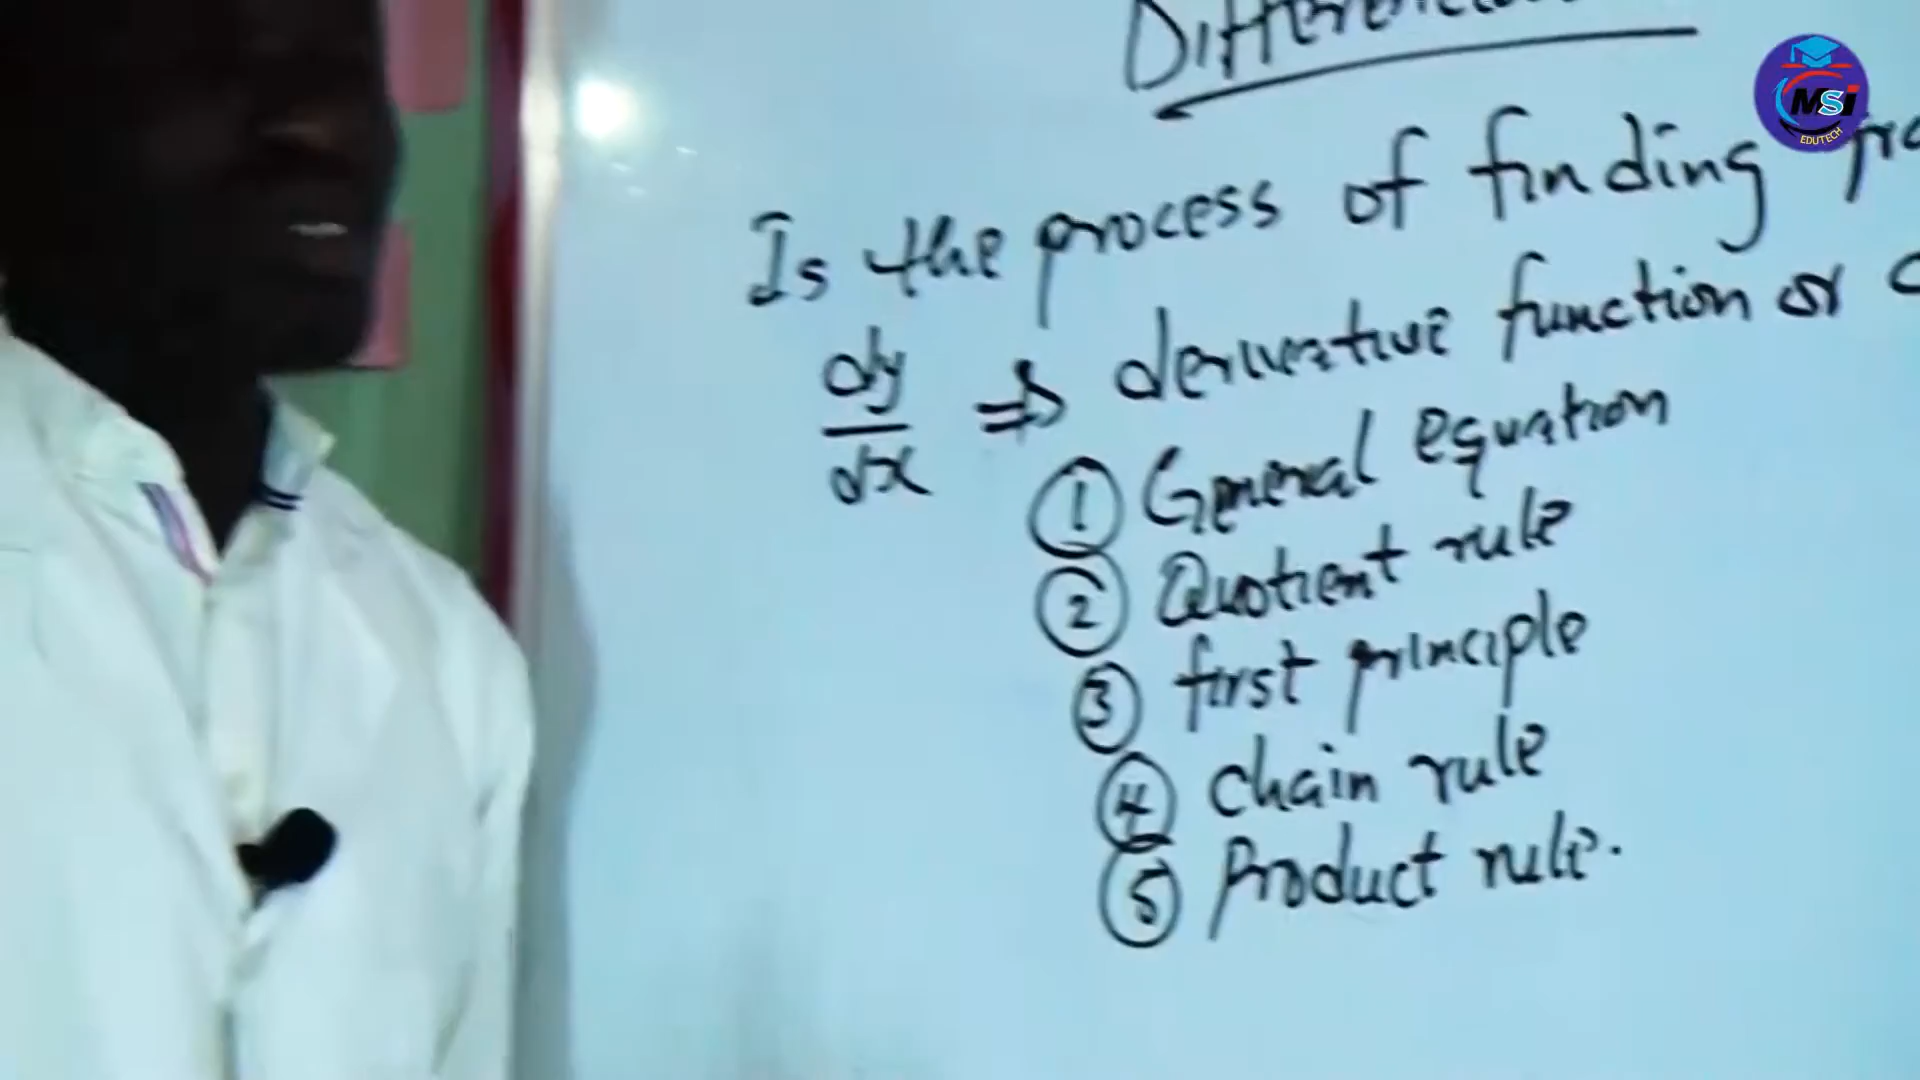 Is the process of finding
dy/dx ⇒ derivative function or
① General equation
② Quotient rule
③ first principle
④ chain rule
⑤ Product rule.
MSi
EDUTECH